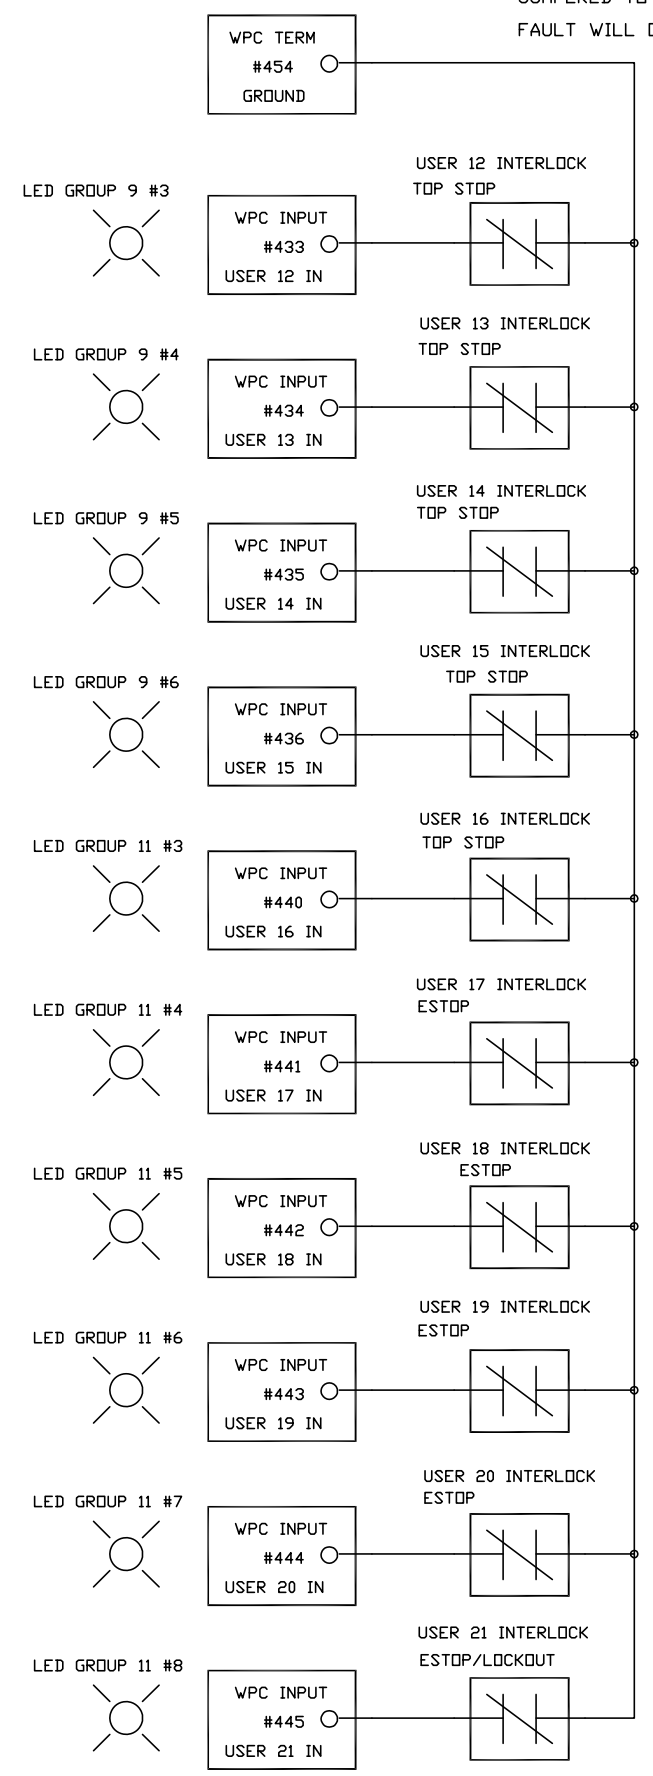 FAULT WILL
WPC TERM
#454
GROUND
LED GROUP 9 #3
WPC INPUT
#433
USER 12 IN
USER 12 INTERLOCK
TOP STOP
LED GROUP 9 #4
WPC INPUT
#434
USER 13 IN
USER 13 INTERLOCK
TOP STOP
LED GROUP 9 #5
WPC INPUT
#435
USER 14 IN
USER 14 INTERLOCK
TOP STOP
LED GROUP 9 #6
WPC INPUT
#436
USER 15 IN
USER 15 INTERLOCK
TOP STOP
LED GROUP 11 #3
WPC INPUT
#440
USER 16 IN
USER 16 INTERLOCK
TOP STOP
LED GROUP 11 #4
WPC INPUT
#441
USER 17 IN
USER 17 INTERLOCK
ESTOP
LED GROUP 11 #5
WPC INPUT
#442
USER 18 IN
USER 18 INTERLOCK
ESTOP
LED GROUP 11 #6
WPC INPUT
#443
USER 19 IN
USER 19 INTERLOCK
ESTOP
LED GROUP 11 #7
WPC INPUT
#444
USER 20 IN
USER 20 INTERLOCK
ESTOP
LED GROUP 11 #8
WPC INPUT
#445
USER 21 IN
USER 21 INTERLOCK
ESTOP/LOCKOUT